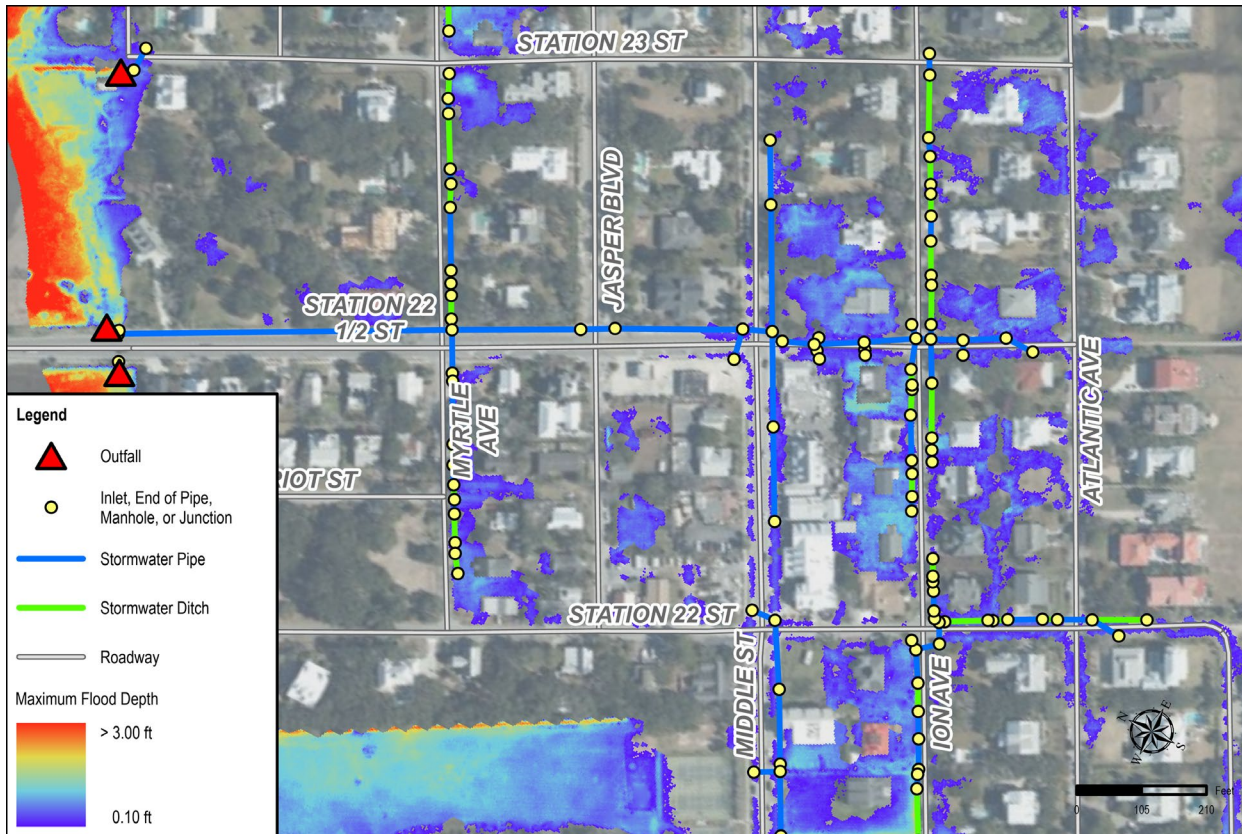 STATION 23 ST
JASPER BLVD
STATION 22
1/2 ST
MYRTLE
AVE
ATLANTIC AVE
RIOT ST
STATION 22 ST
MIDDLE ST
ION AVE
Legend
Outfall
Inlet, End of Pipe,
Manhole, or Junction
Stormwater Pipe
Stormwater Ditch
Roadway
Maximum Flood Depth
> 3.00 ft
0.10 ft
N
E
W
S
Feet
0 105 210